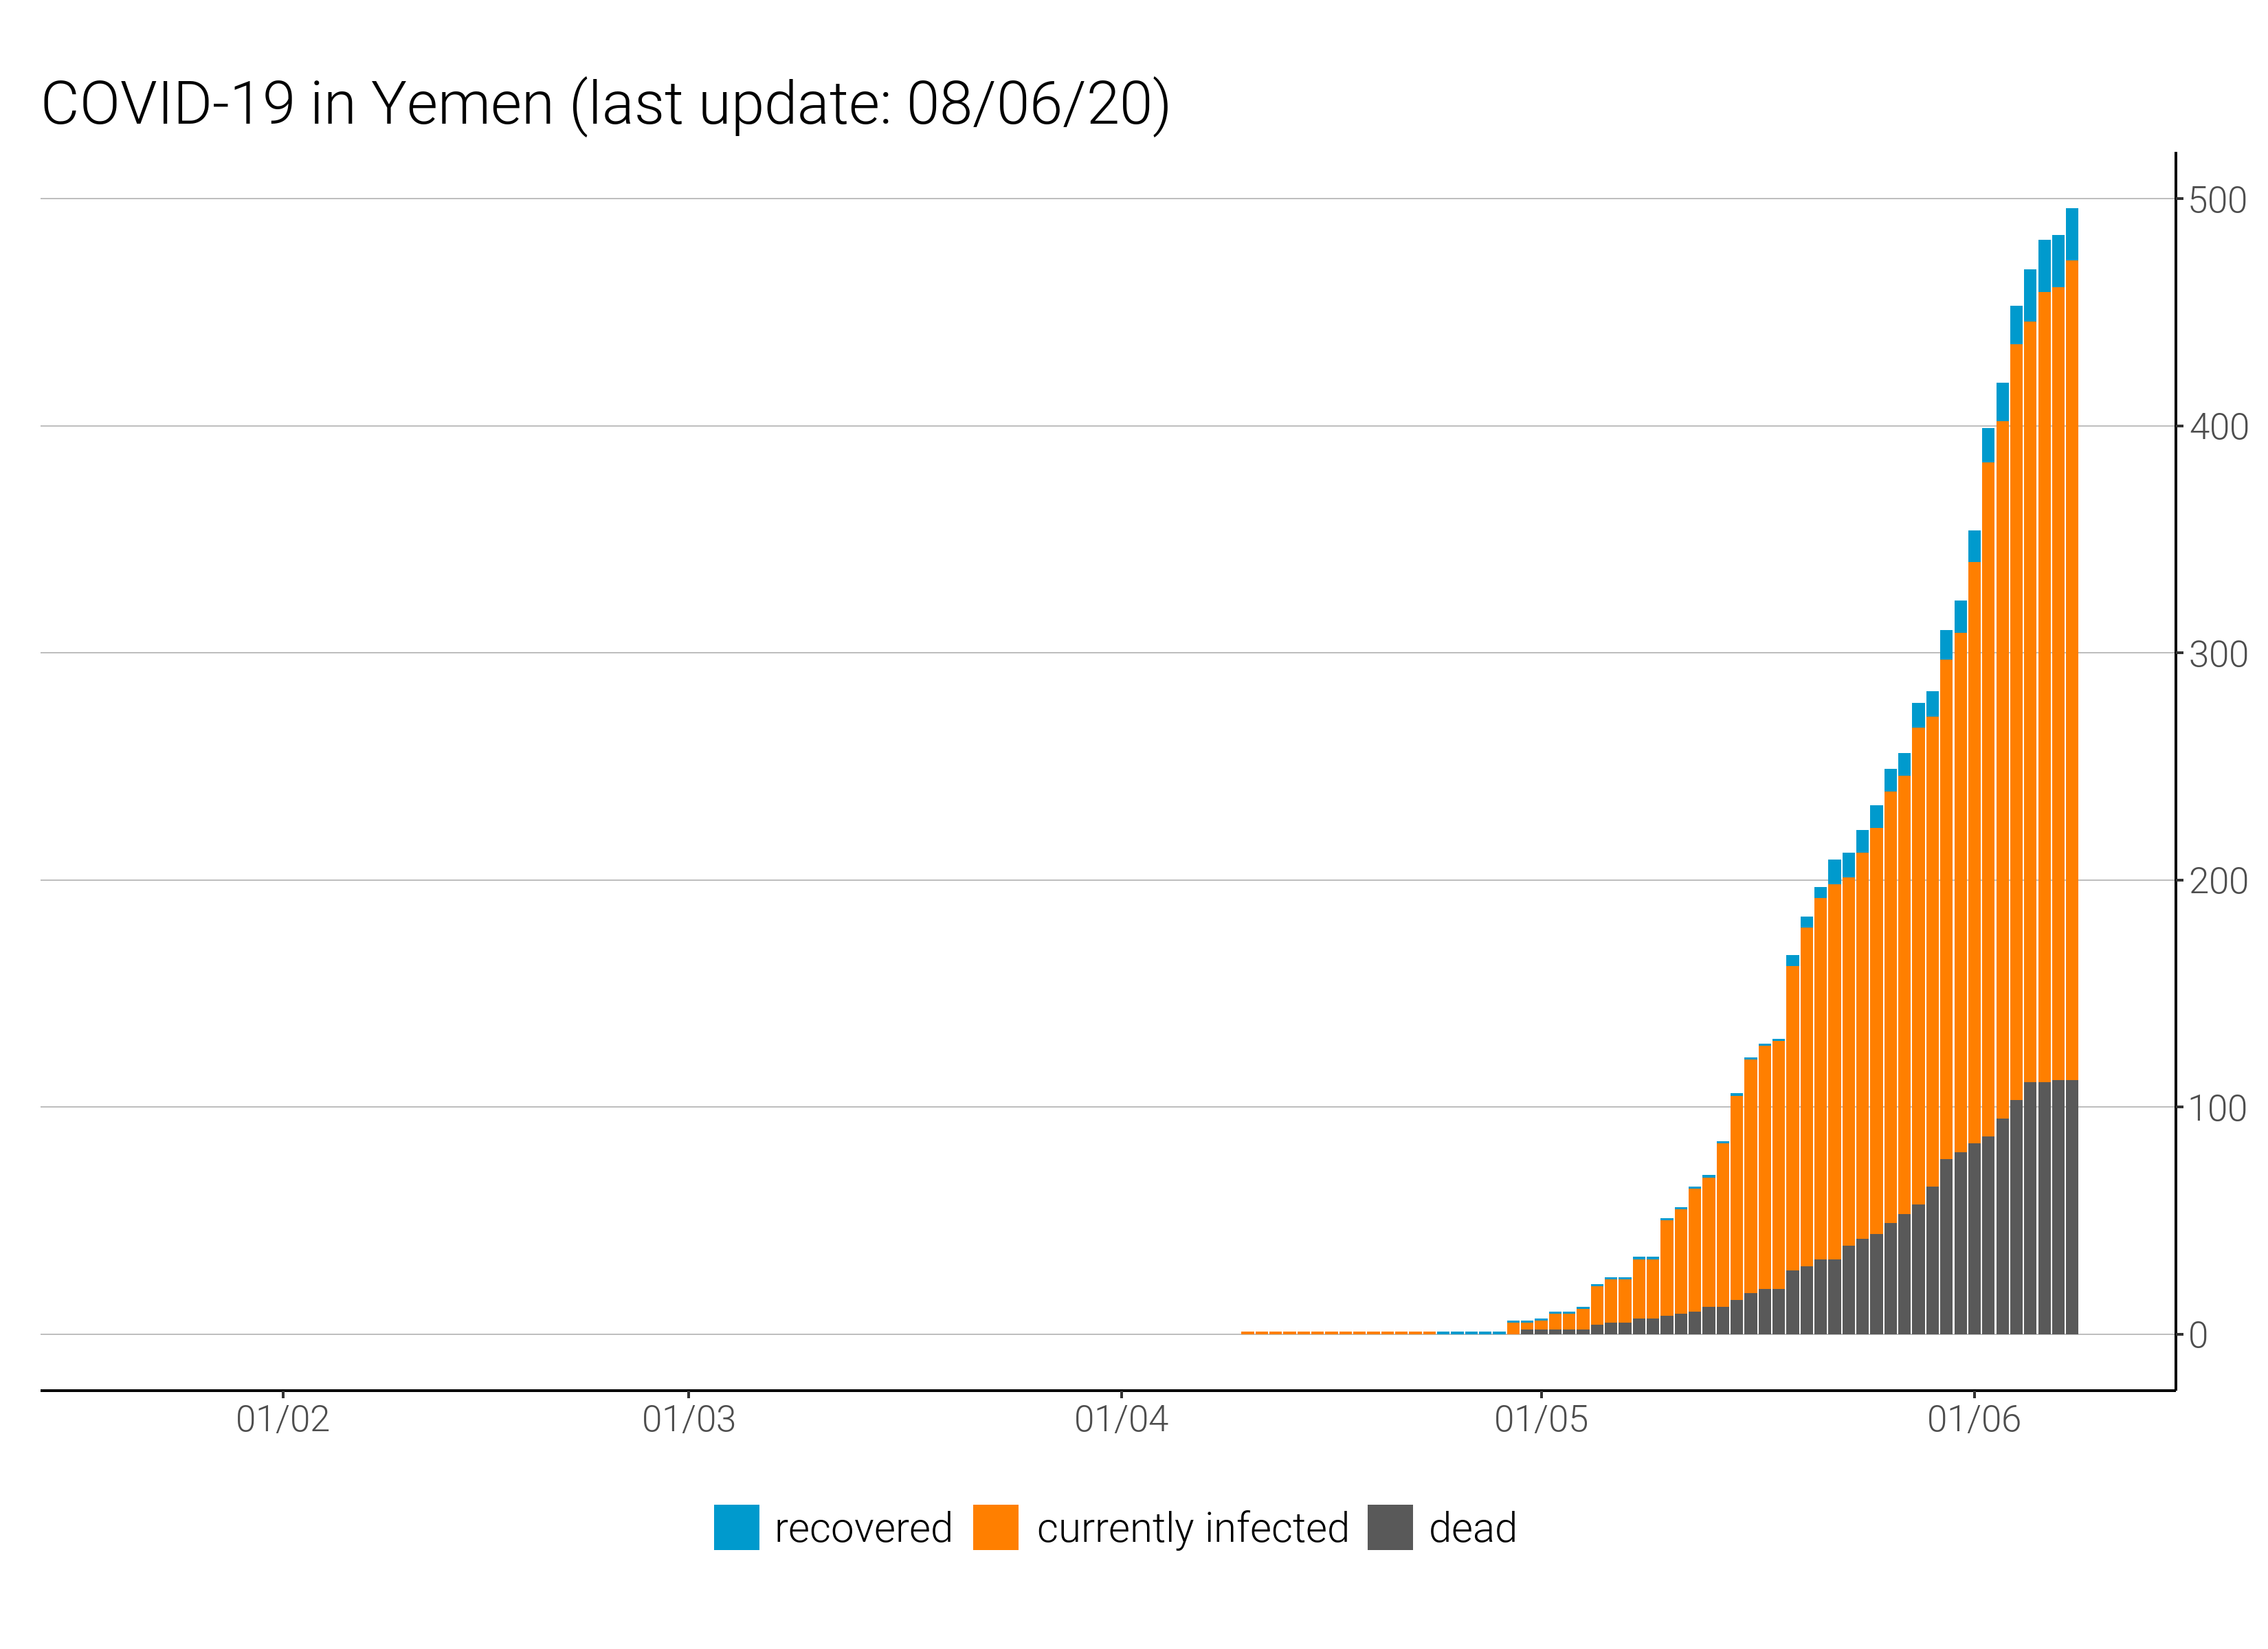 COVID-19 in Yemen (last update: 08/06/20)
500
400
300
200
100
0
01/02 01/03 01/04 01/05 01/06
recovered currently infected dead